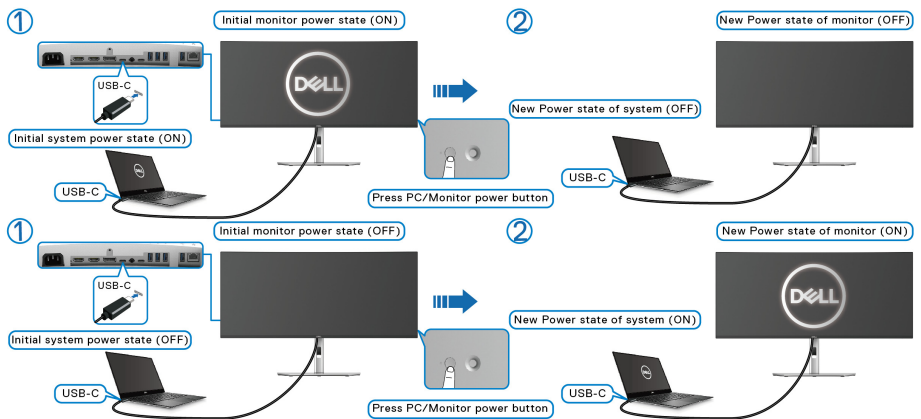 1
Initial monitor power state (ON)
2
New Power state of monitor (OFF)
USB-C
DELL
New Power state of system (OFF)
Initial system power state (ON)
DELL
USB-C
USB-C
Press PC/Monitor power button
1
Initial monitor power state (OFF)
2
New Power state of monitor (ON)
USB-C
DELL
New Power state of system (ON)
Initial system power state (OFF)
DELL
USB-C
USB-C
Press PC/Monitor power button